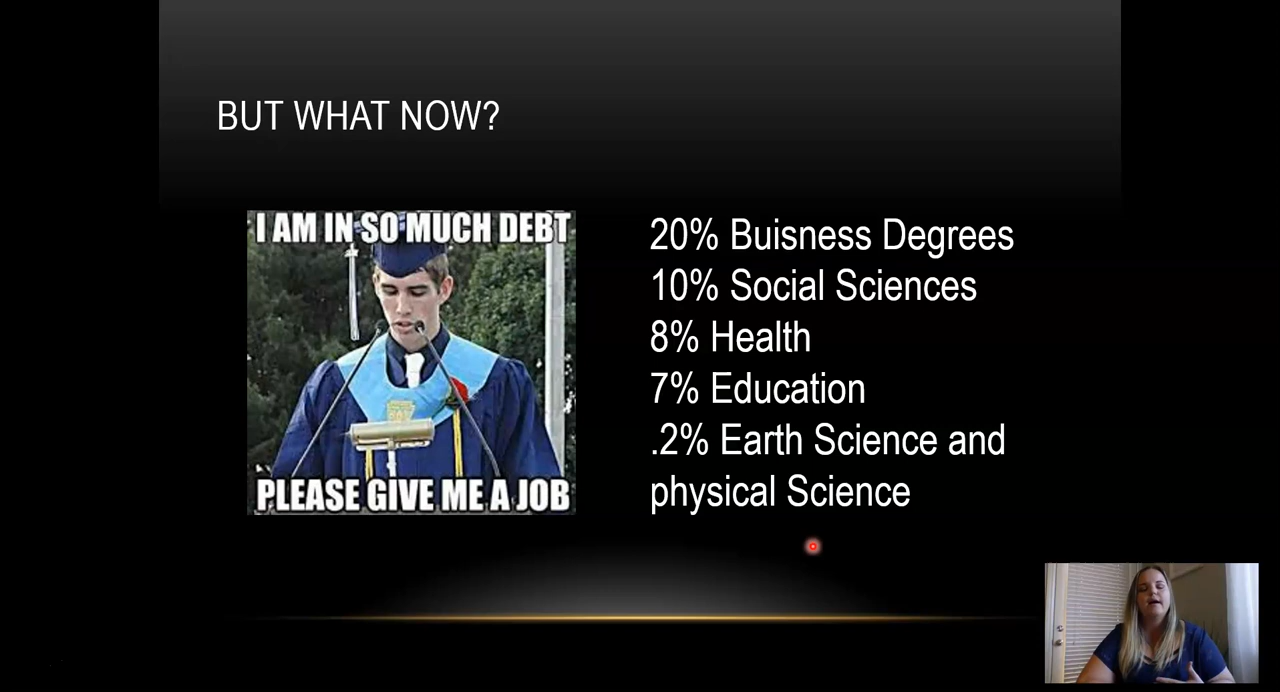 BUT WHAT NOW?
I AM IN SO MUCH DEBT
PLEASE GIVE ME A JOB
20% Buisness Degrees
10% Social Sciences
8% Health
7% Education
.2% Earth Science and
physical Science